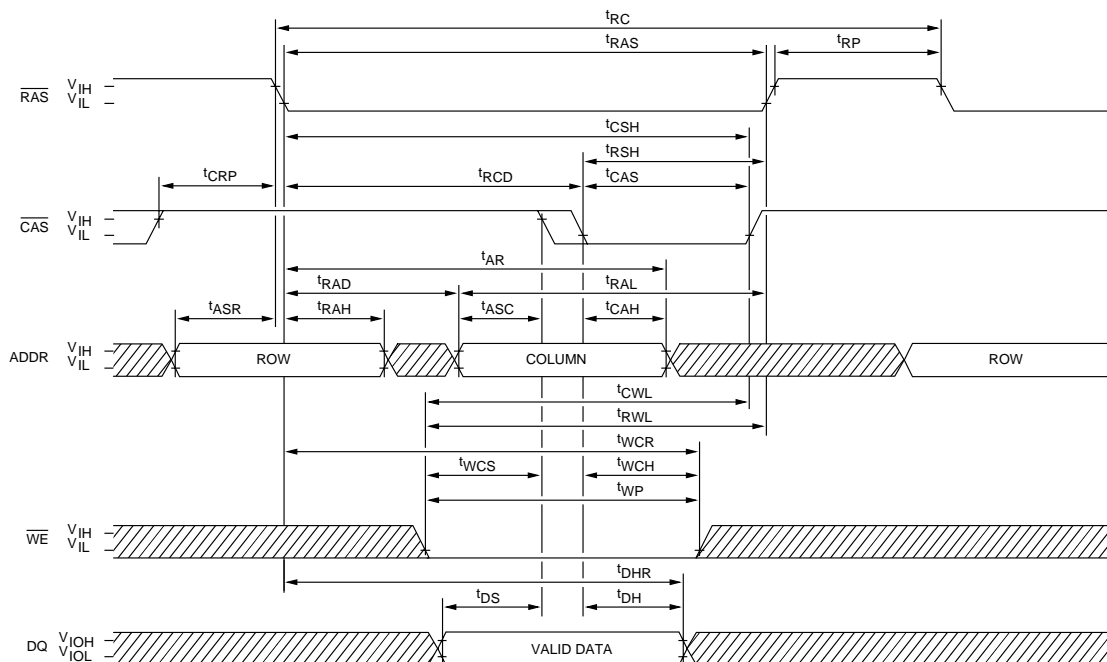 tRC
tRAS tRP
RAS VIH
VIL
tCSH
tRSH
tCRP tRCD tCAS
CAS VIH
VIL
tAR
tRAD tRAL
tASR tRAH tASC tCAH
ADDR VIH
VIL ROW COLUMN ROW
tCWL
tRWL
tWCR
tWCS tWCH
tWP
WE VIH
VIL
tDHR
tDS tDH
DQ VIOH
VIOL VALID DATA